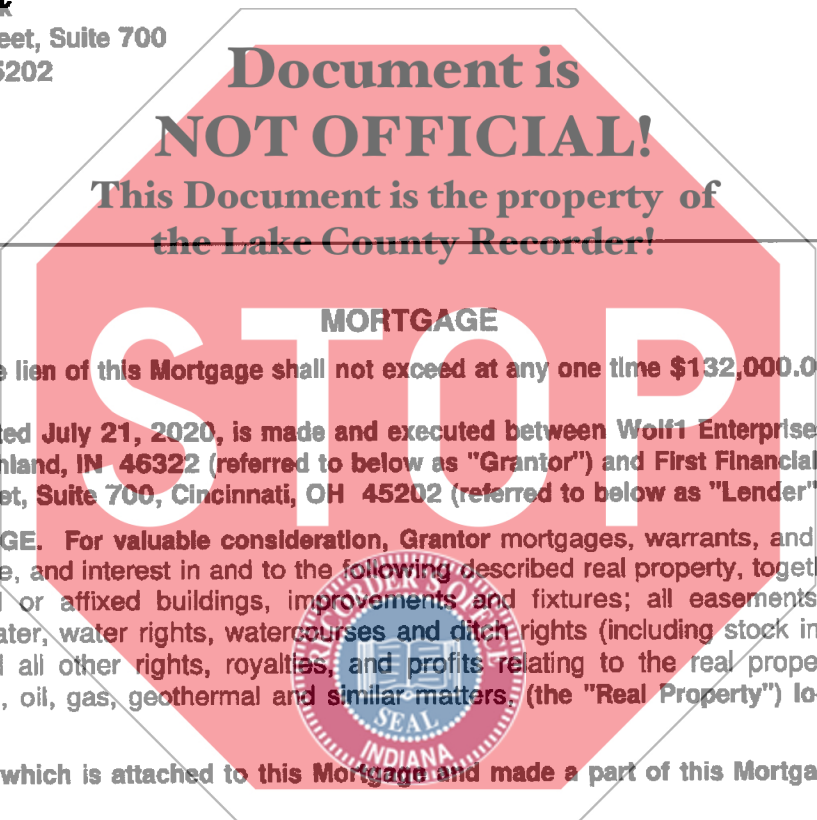 eet, Suite 700
5202
Document is
NOT OFFICIAL!
This Document is the property of
the Lake County Recorder!
STOP
MORTGAGE
e lien of this Mortgage shall not exceed at any one time $132,000.0
ted July 21, 2020, is made and executed between Wolf1 Enterprise
nland, IN 46322 (referred to below as "Grantor") and First Financial
et, Suite 700, Cincinnati, OH 45202 (referred to below as "Lender"
GE. For valuable consideration, Grantor mortgages, warrants, and
e, and interest in and to the following described real property, toget
or affixed buildings, improvements and fixtures; all easements
ater, water rights, watercourses and ditch rights (including stock in
all other rights, royalties, and profits relating to the real prope
, oil, gas, geothermal and similar matters, (the "Real Property") lo
RECORDER'S OFFICE
SEAL
INDIANA
which is attached to this Mortgage and made a part of this Mortga